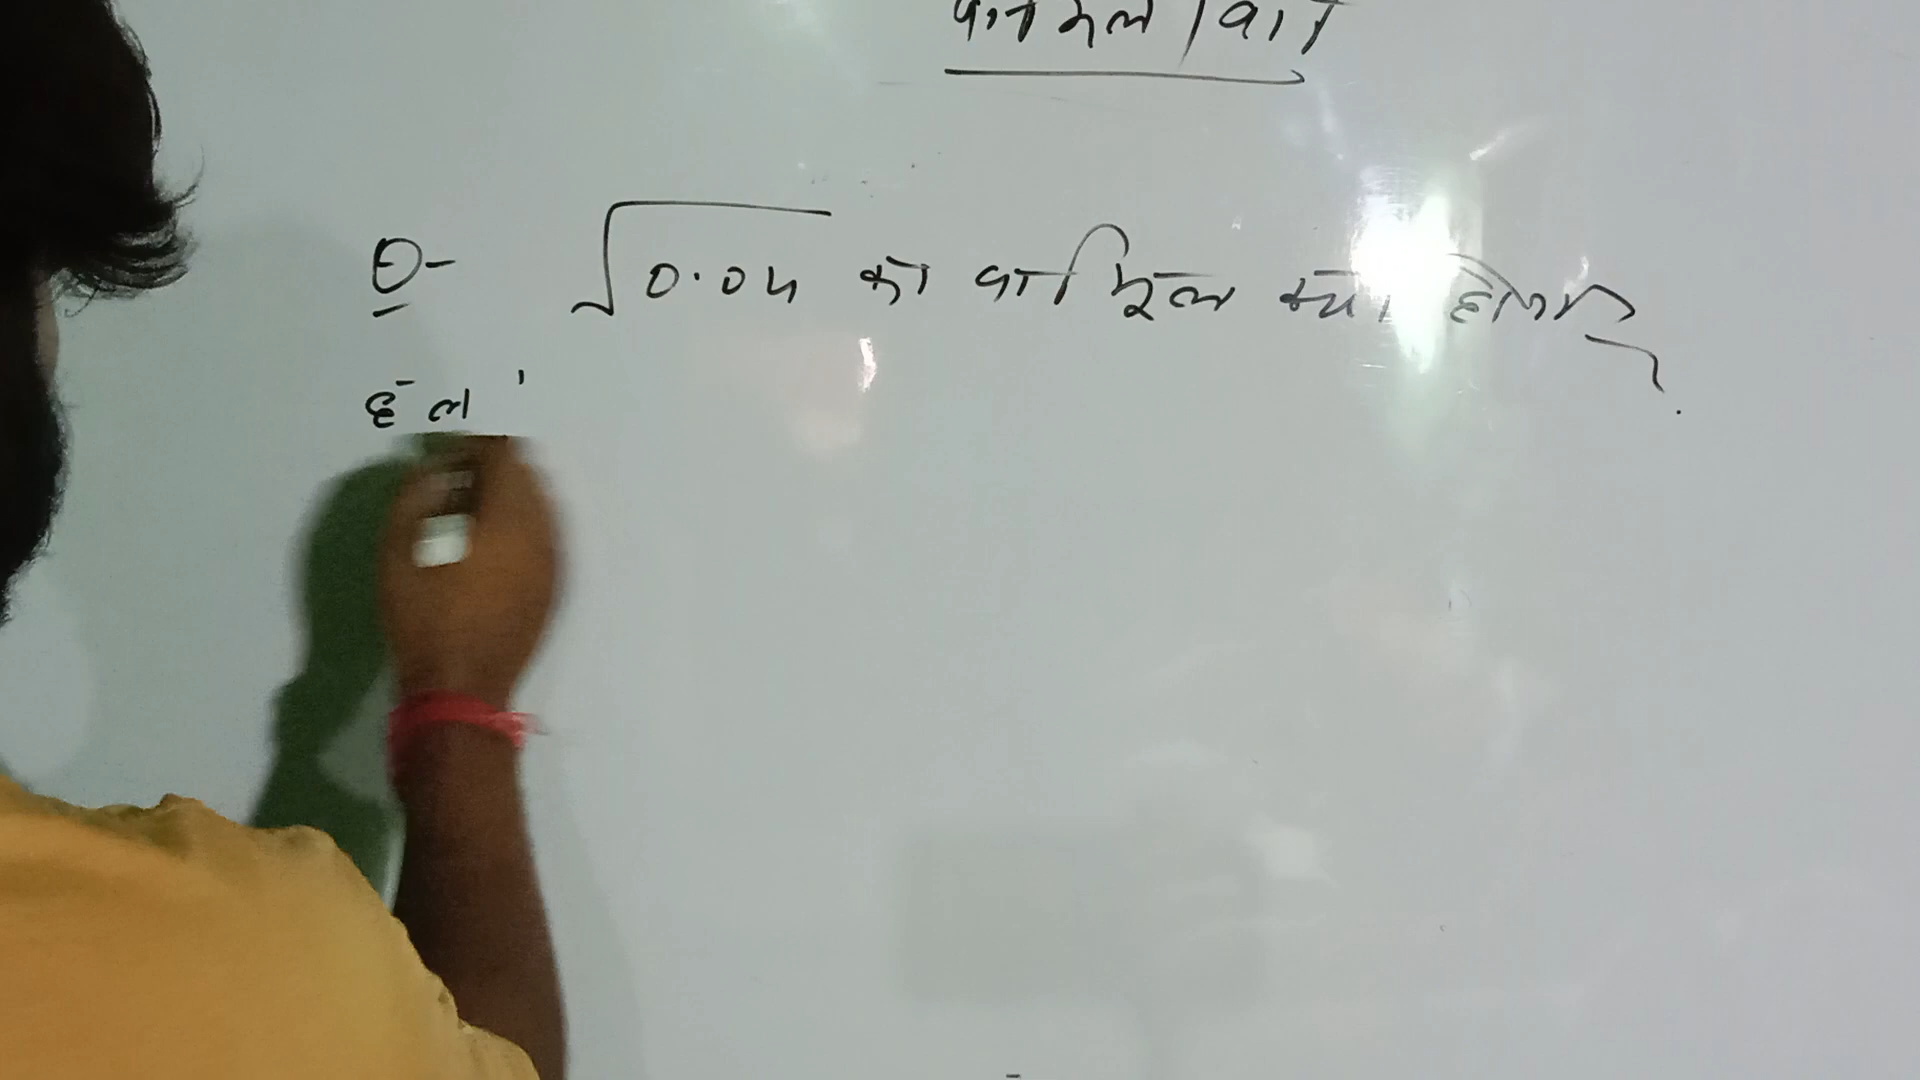 Q- √0.04 का वर्गमूल क्या होगा ?
हल